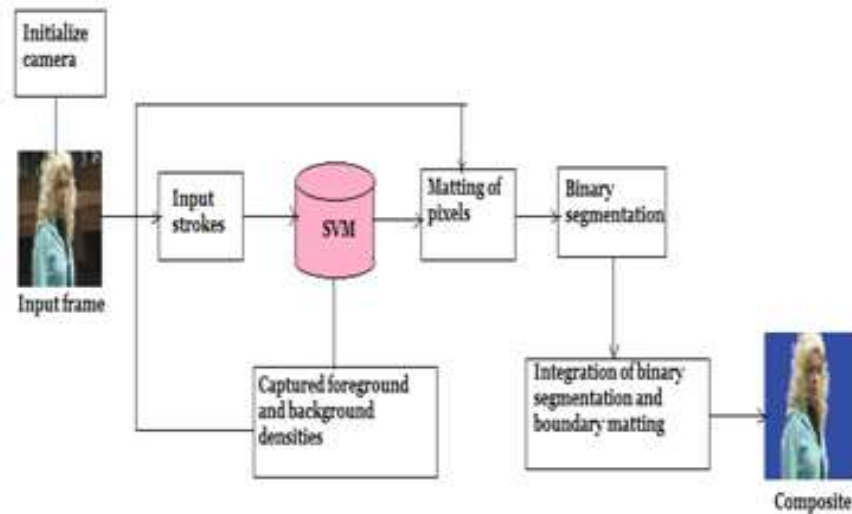 Initialize
camera
Input frame
Input
strokes
SVM
Matting of
pixels
Binary
segmentation
Captured foreground
and background
densities
Integration of binary
segmentation and
boundary matting
Composite